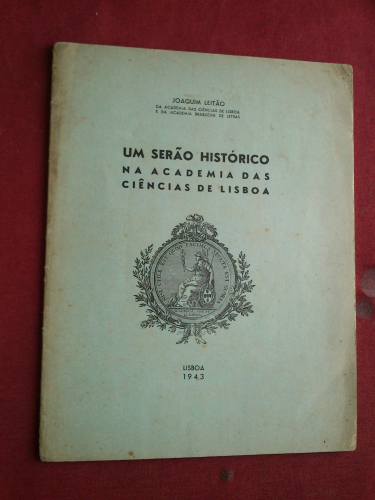 JOAQUIM LEITÃO
DA ACADEMIA DAS CIÊNCIAS DE LISBOA
E DA ACADEMIA BRASILEIRA DE LETRAS
UM SERÃO HISTÓRICO
NA ACADEMIA DAS
CIÊNCIAS DE LISBOA
LISBOA
1943